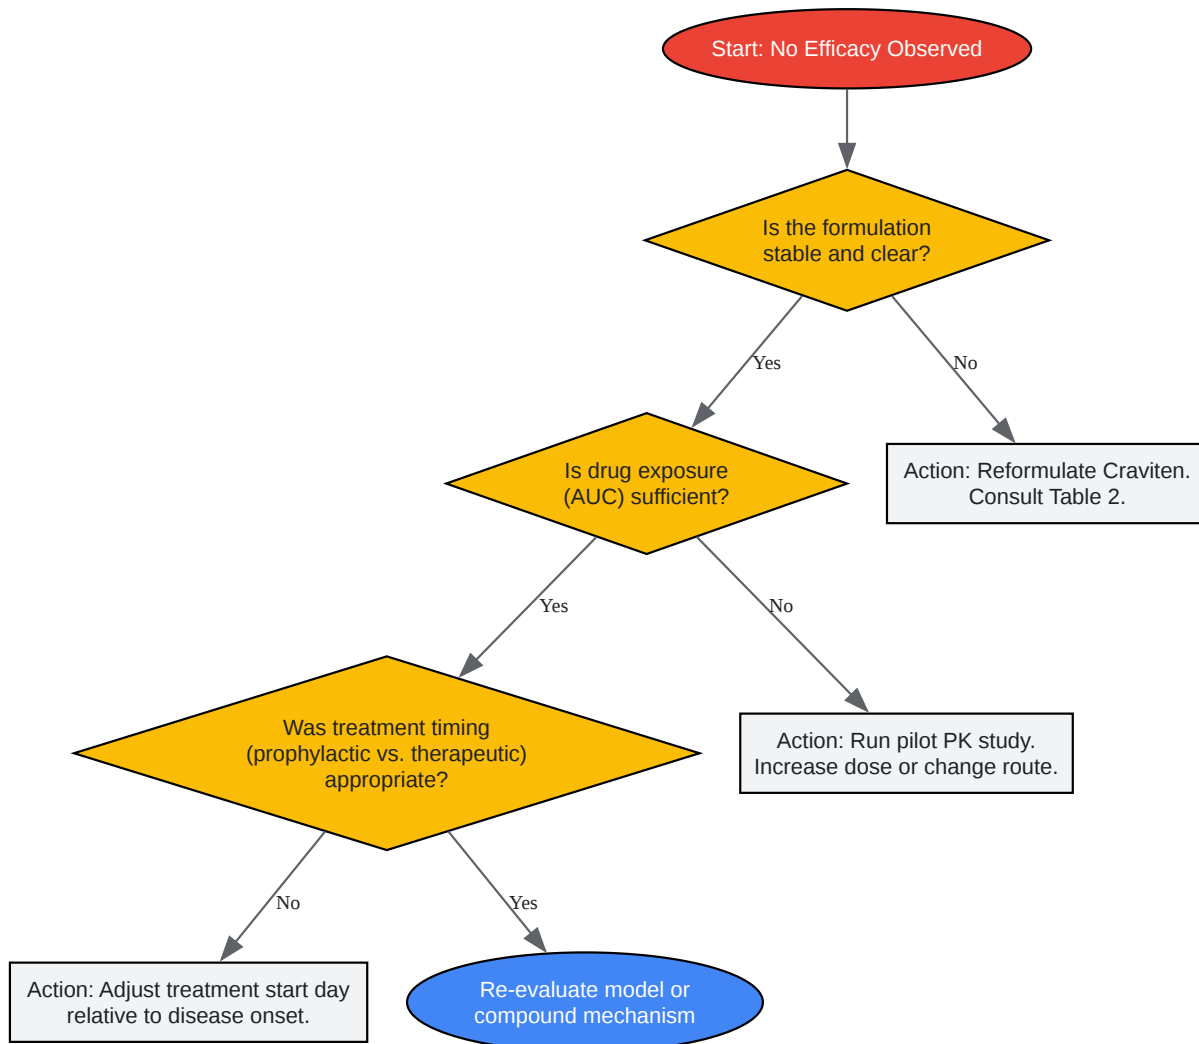 Start: No Efficacy Observed
Is the formulation
stable and clear?
Yes
No
Is drug exposure
(AUC) sufficient?
Action: Reformulate Craviten.
Consult Table 2.
Yes
No
Was treatment timing
(prophylactic vs. therapeutic)
appropriate?
Action: Run pilot PK study.
Increase dose or change route.
No
Yes
Action: Adjust treatment start day
relative to disease onset.
Re-evaluate model or
compound mechanism